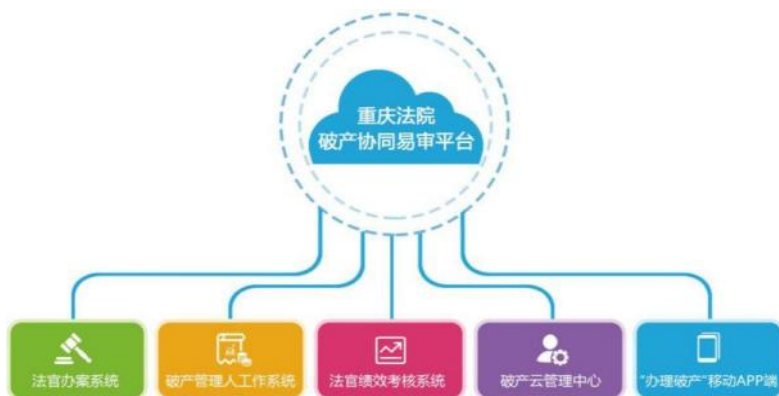 重庆法院
破产协同易审平台
法官办案系统
破产管理人工作系统
法官绩效考核系统
破产云管理中心
“办理破产”移动APP端